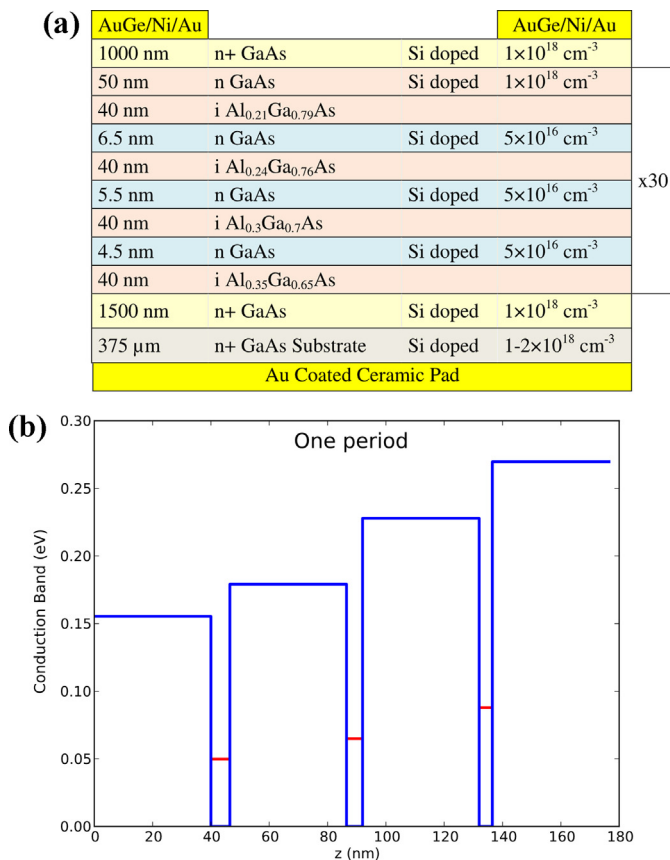 (a)
AuGe/Ni/Au AuGe/Ni/Au
1000 nm n+ GaAs Si doped 1×10¹⁸ cm⁻³
50 nm n GaAs Si doped 1×10¹⁸ cm⁻³
40 nm i Al₀.₂₁Ga₀.₇₉As
6.5 nm n GaAs Si doped 5×10¹⁶ cm⁻³
40 nm i Al₀.₂₄Ga₀.₇₆As
5.5 nm n GaAs Si doped 5×10¹⁶ cm⁻³ x30
40 nm i Al₀.₃Ga₀.₇As
4.5 nm n GaAs Si doped 5×10¹⁶ cm⁻³
40 nm i Al₀.₃₅Ga₀.₆₅As
1500 nm n+ GaAs Si doped 1×10¹⁸ cm⁻³
375 µm n+ GaAs Substrate Si doped 1-2×10¹⁸ cm⁻³
Au Coated Ceramic Pad
(b)
One period
Conduction Band (eV)
0.30
0.25
0.20
0.15
0.10
0.05
0.00
0 20 40 60 80 100 120 140 160 180
z (nm)